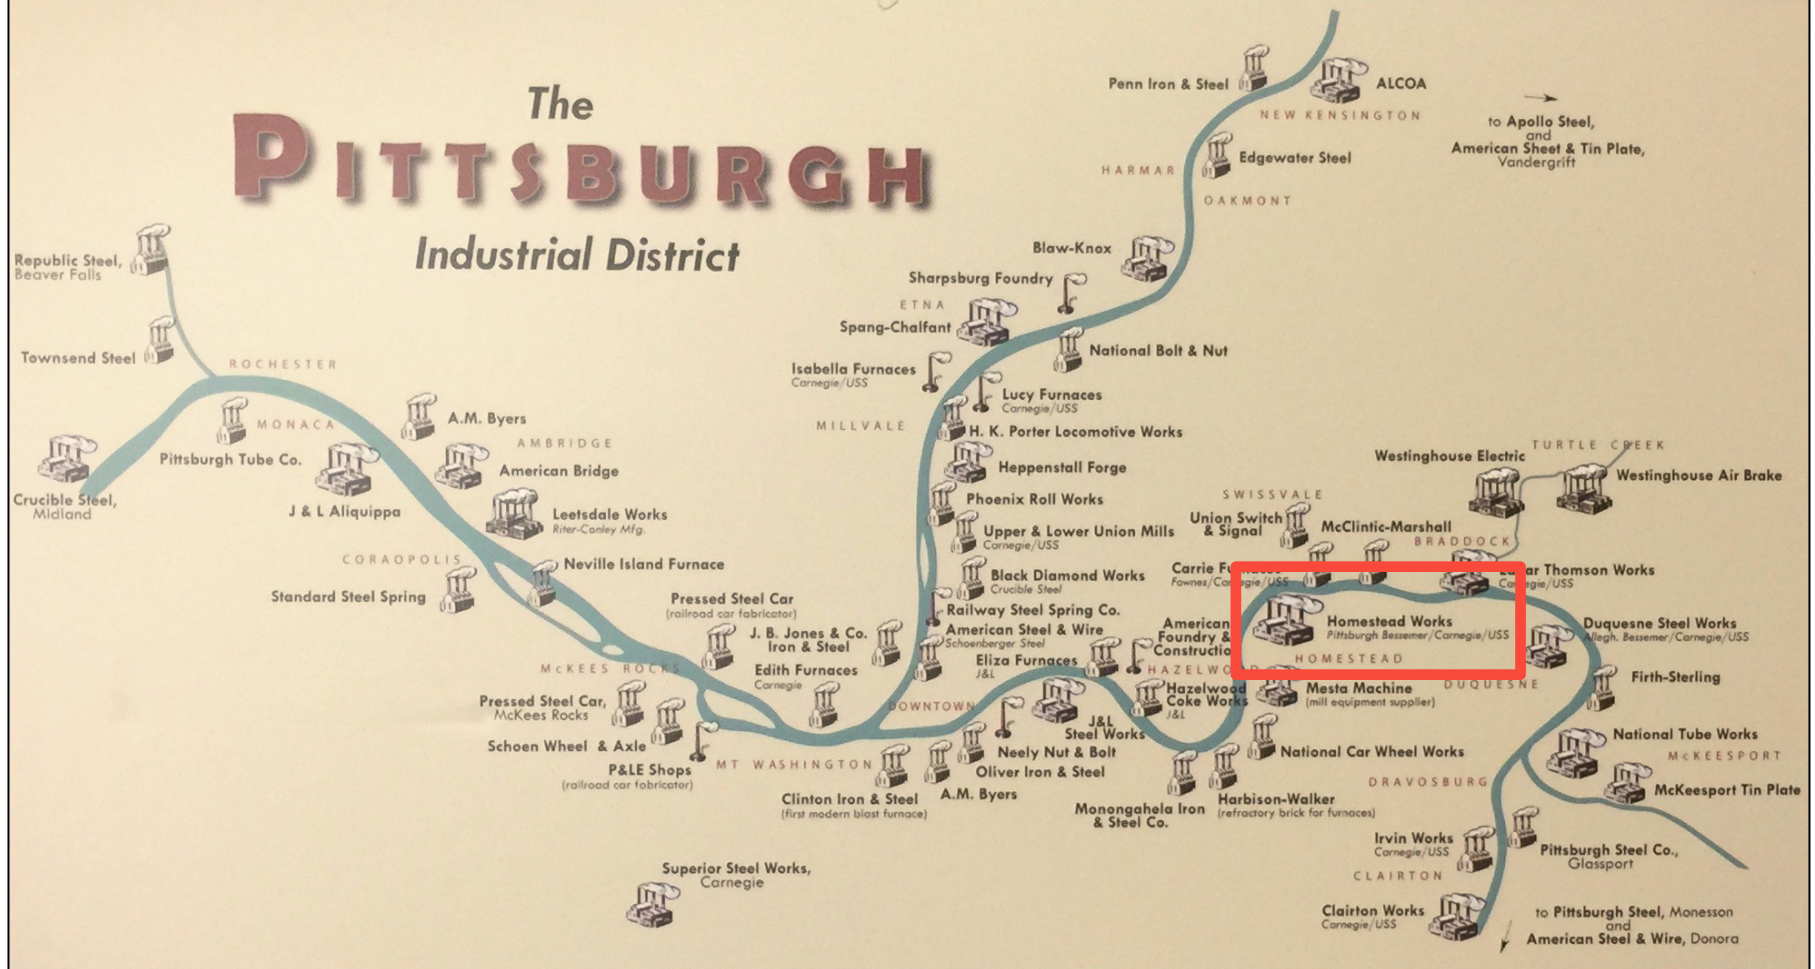 The
PITTSBURGH
Industrial District
Penn Iron & Steel
ALCOA
NEW KENSINGTON
to Apollo Steel,
and
American Sheet & Tin Plate,
Vandergrift
Edgewater Steel
HARMAR
OAKMONT
Blaw-Knox
Sharpsburg Foundry
ETNA
Spang-Chalfant
National Bolt & Nut
Isabella Furnaces
Carnegie/USS
Lucy Furnaces
Carnegie/USS
MILLVALE
H. K. Porter Locomotive Works
Heppenstall Forge
Phoenix Roll Works
Upper & Lower Union Mills
Carnegie/USS
Black Diamond Works
Crucible Steel
Railway Steel Spring Co.
American Steel & Wire
Schoenberger Steel
Republic Steel,
Beaver Falls
Townsend Steel
ROCHESTER
MONACA
Pittsburgh Tube Co.
Crucible Steel,
Midland
J & L Aliquippa
A.M. Byers
AMBRIDGE
American Bridge
Leetsdale Works
Riter-Conley Mfg.
CORAOPOLIS
Standard Steel Spring
Neville Island Furnace
Pressed Steel Car
(railroad car fabricator)
J. B. Jones & Co.
Iron & Steel
McKEES ROCKS
Edith Furnaces
Carnegie
Pressed Steel Car,
McKees Rocks
Schoen Wheel & Axle
P&LE Shops
(railroad car fabricator)
MT WASHINGTON
DOWNTOWN
Clinton Iron & Steel
(first modern blast furnace)
A.M. Byers
Oliver Iron & Steel
Neely Nut & Bolt
Eliza Furnaces
J&L
J&L
Steel Works
American
Foundry &
HAZELWOOD
Hazelwood
Coke Works
J&L
Monongahela Iron
& Steel Co.
Harbison-Walker
(refractory brick for furnaces)
National Car Wheel Works
Mesta Machine
(mill equipment supplier)
Homestead Works
Pittsburgh Bessemer/Carnegie/USS
HOMESTEAD
DUQUESNE
Carrie
Fownes/Carnegie/USS
SWISSVALE
Union Switch
& Signal
McClintic-Marshall
BRADDOCK
Westinghouse Electric
TURTLE CREEK
Westinghouse Air Brake
Thomson Works
Carnegie/USS
Duquesne Steel Works
Allegh. Bessemer/Carnegie/USS
Firth-Sterling
National Tube Works
McKEESPORT
McKeesport Tin Plate
DRAVOSBURG
Irvin Works
Carnegie/USS
Pittsburgh Steel Co.,
Glassport
CLAIRTON
Clairton Works
Carnegie/USS
to Pittsburgh Steel, Monesson
and
American Steel & Wire, Donora
Superior Steel Works,
Carnegie